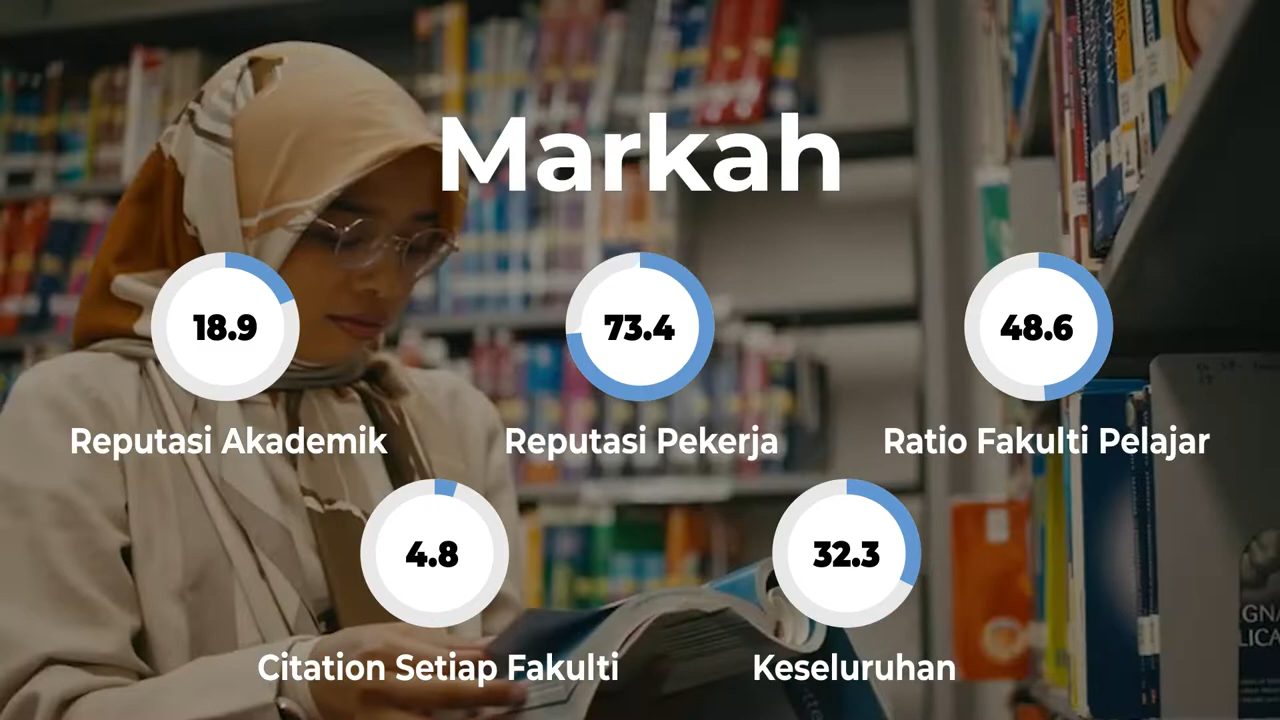 Markah
18.9
73.4
48.6
Reputasi Akademik
Reputasi Pekerja
Ratio Fakulti Pelajar
4.8
32.3
Citation Setiap Fakulti
Keseluruhan